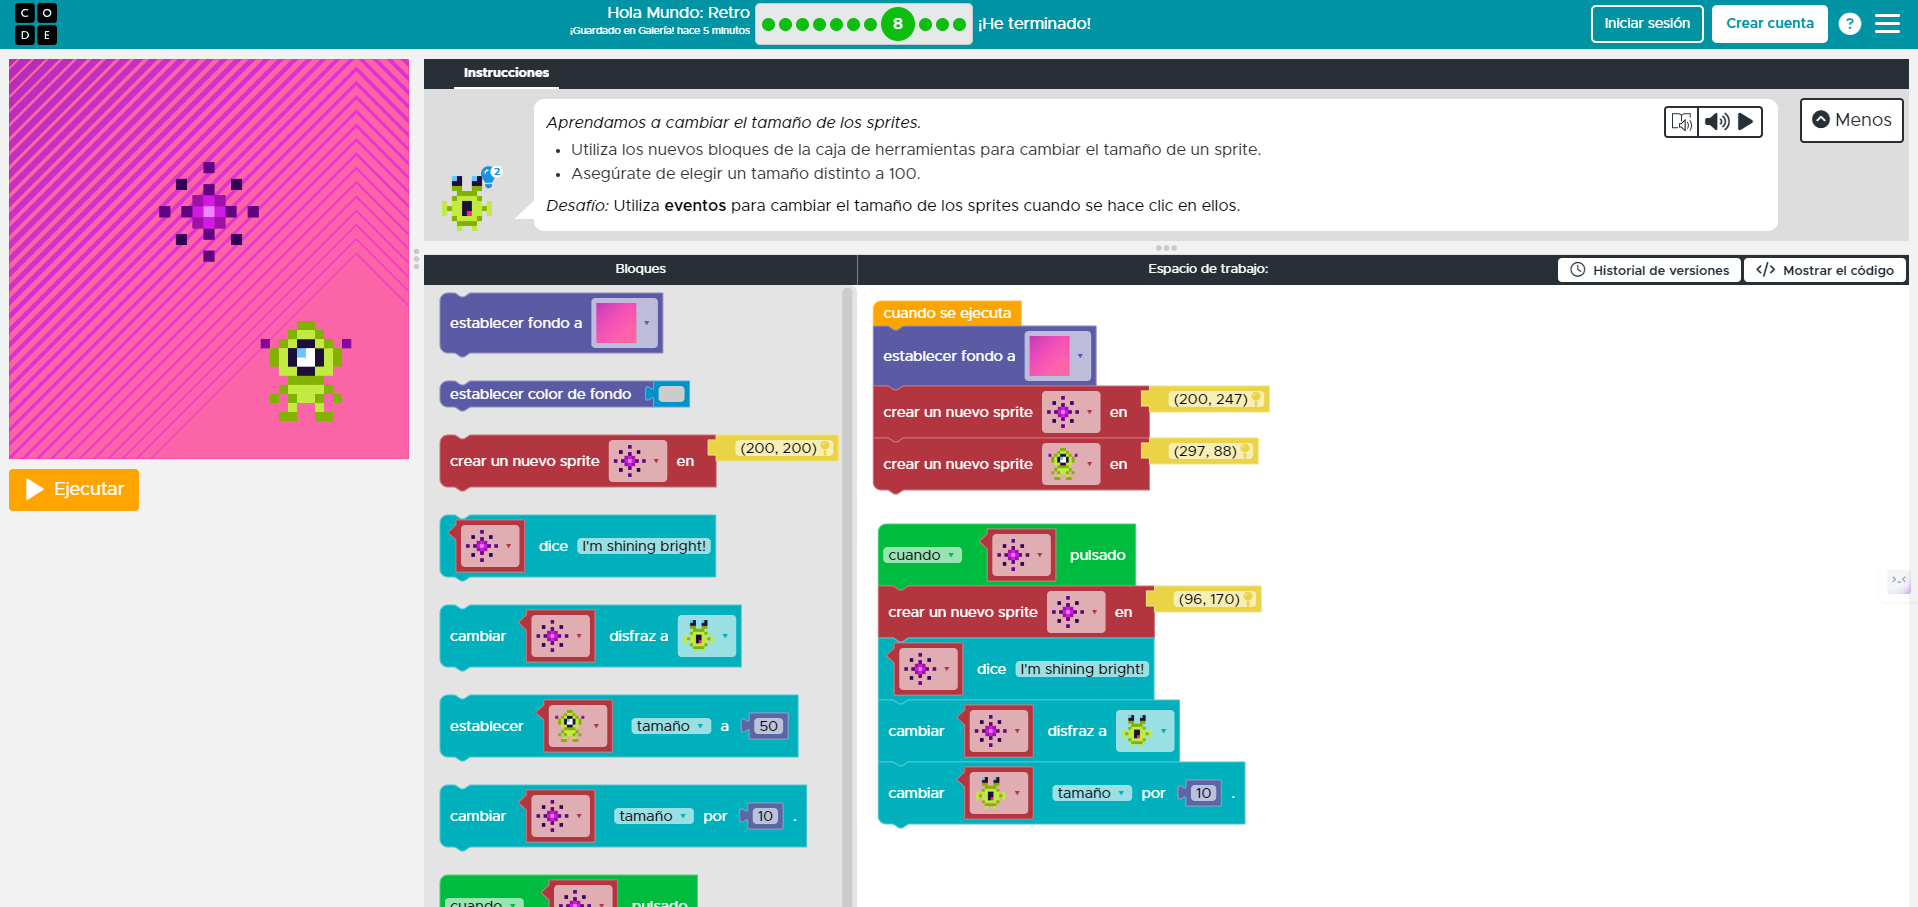 CO
DE
Hola Mundo: Retro
¡Guardado en Galería! hace 5 minutos
8
¡He terminado!
Iniciar sesión
Crear cuenta
?
Instrucciones
2
Aprendamos a cambiar el tamaño de los sprites.
• Utiliza los nuevos bloques de la caja de herramientas para cambiar el tamaño de un sprite.
• Asegúrate de elegir un tamaño distinto a 100.
Desafío: Utiliza eventos para cambiar el tamaño de los sprites cuando se hace clic en ellos.
Menos
Bloques
Espacio de trabajo:
Historial de versiones
</> Mostrar el código
Ejecutar
establecer fondo a
establecer color de fondo
crear un nuevo sprite en (200, 200)
dice I'm shining bright!
cambiar disfraz a
establecer tamaño a 50
cambiar tamaño por 10 .
cuando pulsado
cuando se ejecuta
establecer fondo a
crear un nuevo sprite en (200, 247)
crear un nuevo sprite en (297, 88)
cuando pulsado
crear un nuevo sprite en (96, 170)
dice I'm shining bright!
cambiar disfraz a
cambiar tamaño por 10 .